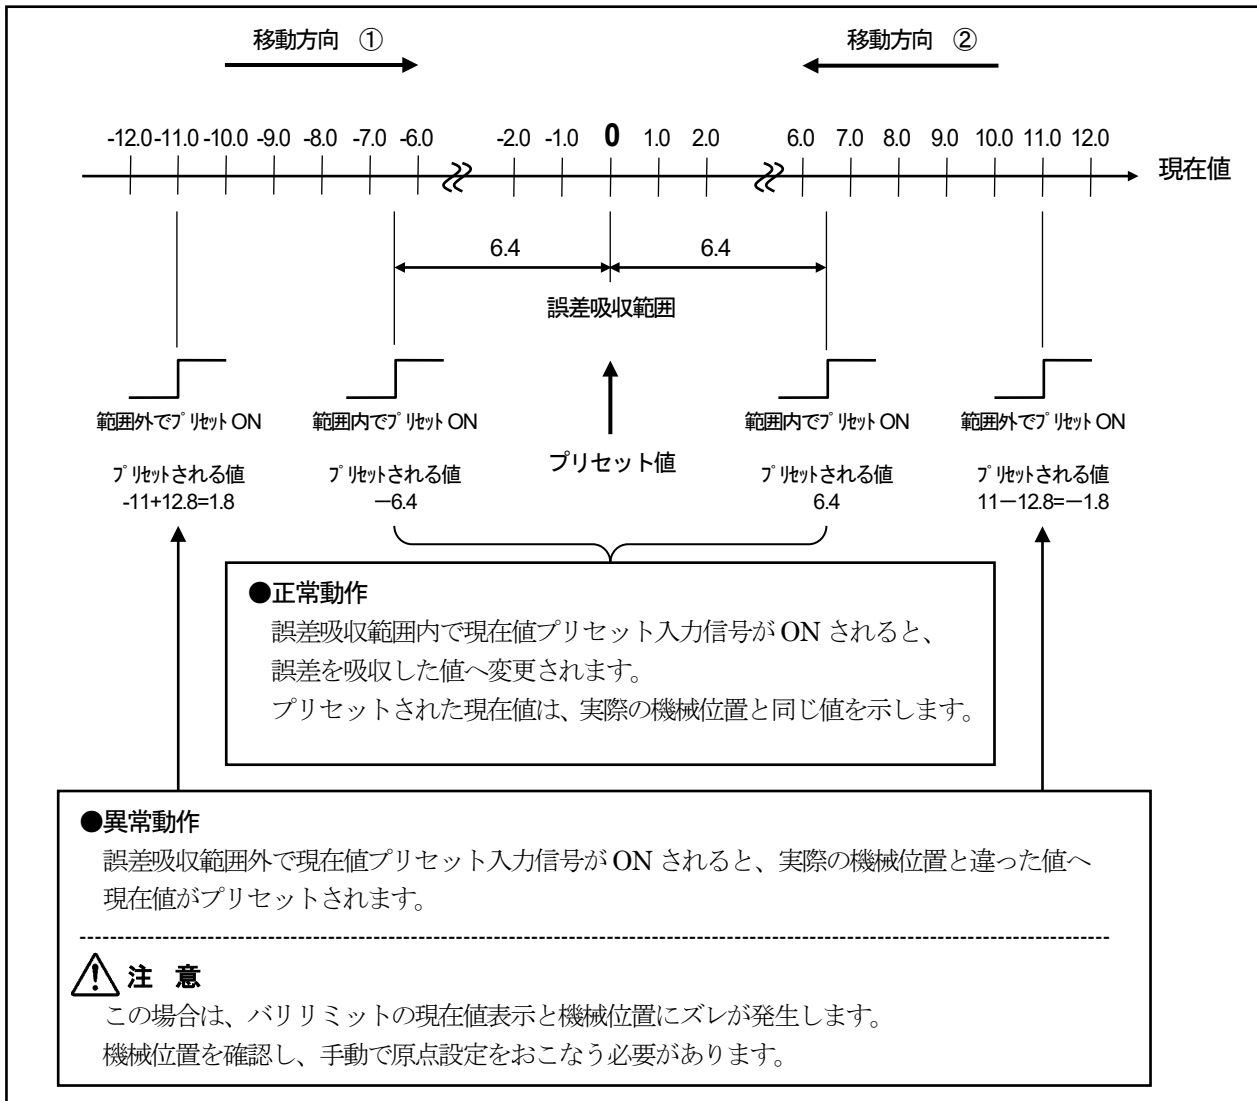 移動方向 ① 移動方向 ②
-12.0 -11.0 -10.0 -9.0 -8.0 -7.0 -6.0 -2.0 -1.0 0 1.0 2.0 6.0 7.0 8.0 9.0 10.0 11.0 12.0
現在値
6.4 6.4
誤差吸収範囲
範囲外でプリセット ON 範囲内でプリセット ON 範囲内でプリセット ON 範囲外でプリセット ON
プリセット値
プリセットされる値 プリセットされる値 プリセットされる値 プリセットされる値
-11+12.8=1.8 －6.4 6.4 11－12.8=－1.8
●正常動作
誤差吸収範囲内で現在値プリセット入力信号が ON されると、
誤差を吸収した値へ変更されます。
プリセットされた現在値は、実際の機械位置と同じ値を示します。
●異常動作
誤差吸収範囲外で現在値プリセット入力信号が ON されると、実際の機械位置と違った値へ
現在値がプリセットされます。
注 意
この場合は、バリリミットの現在値表示と機械位置にズレが発生します。
機械位置を確認し、手動で原点設定をおこなう必要があります。